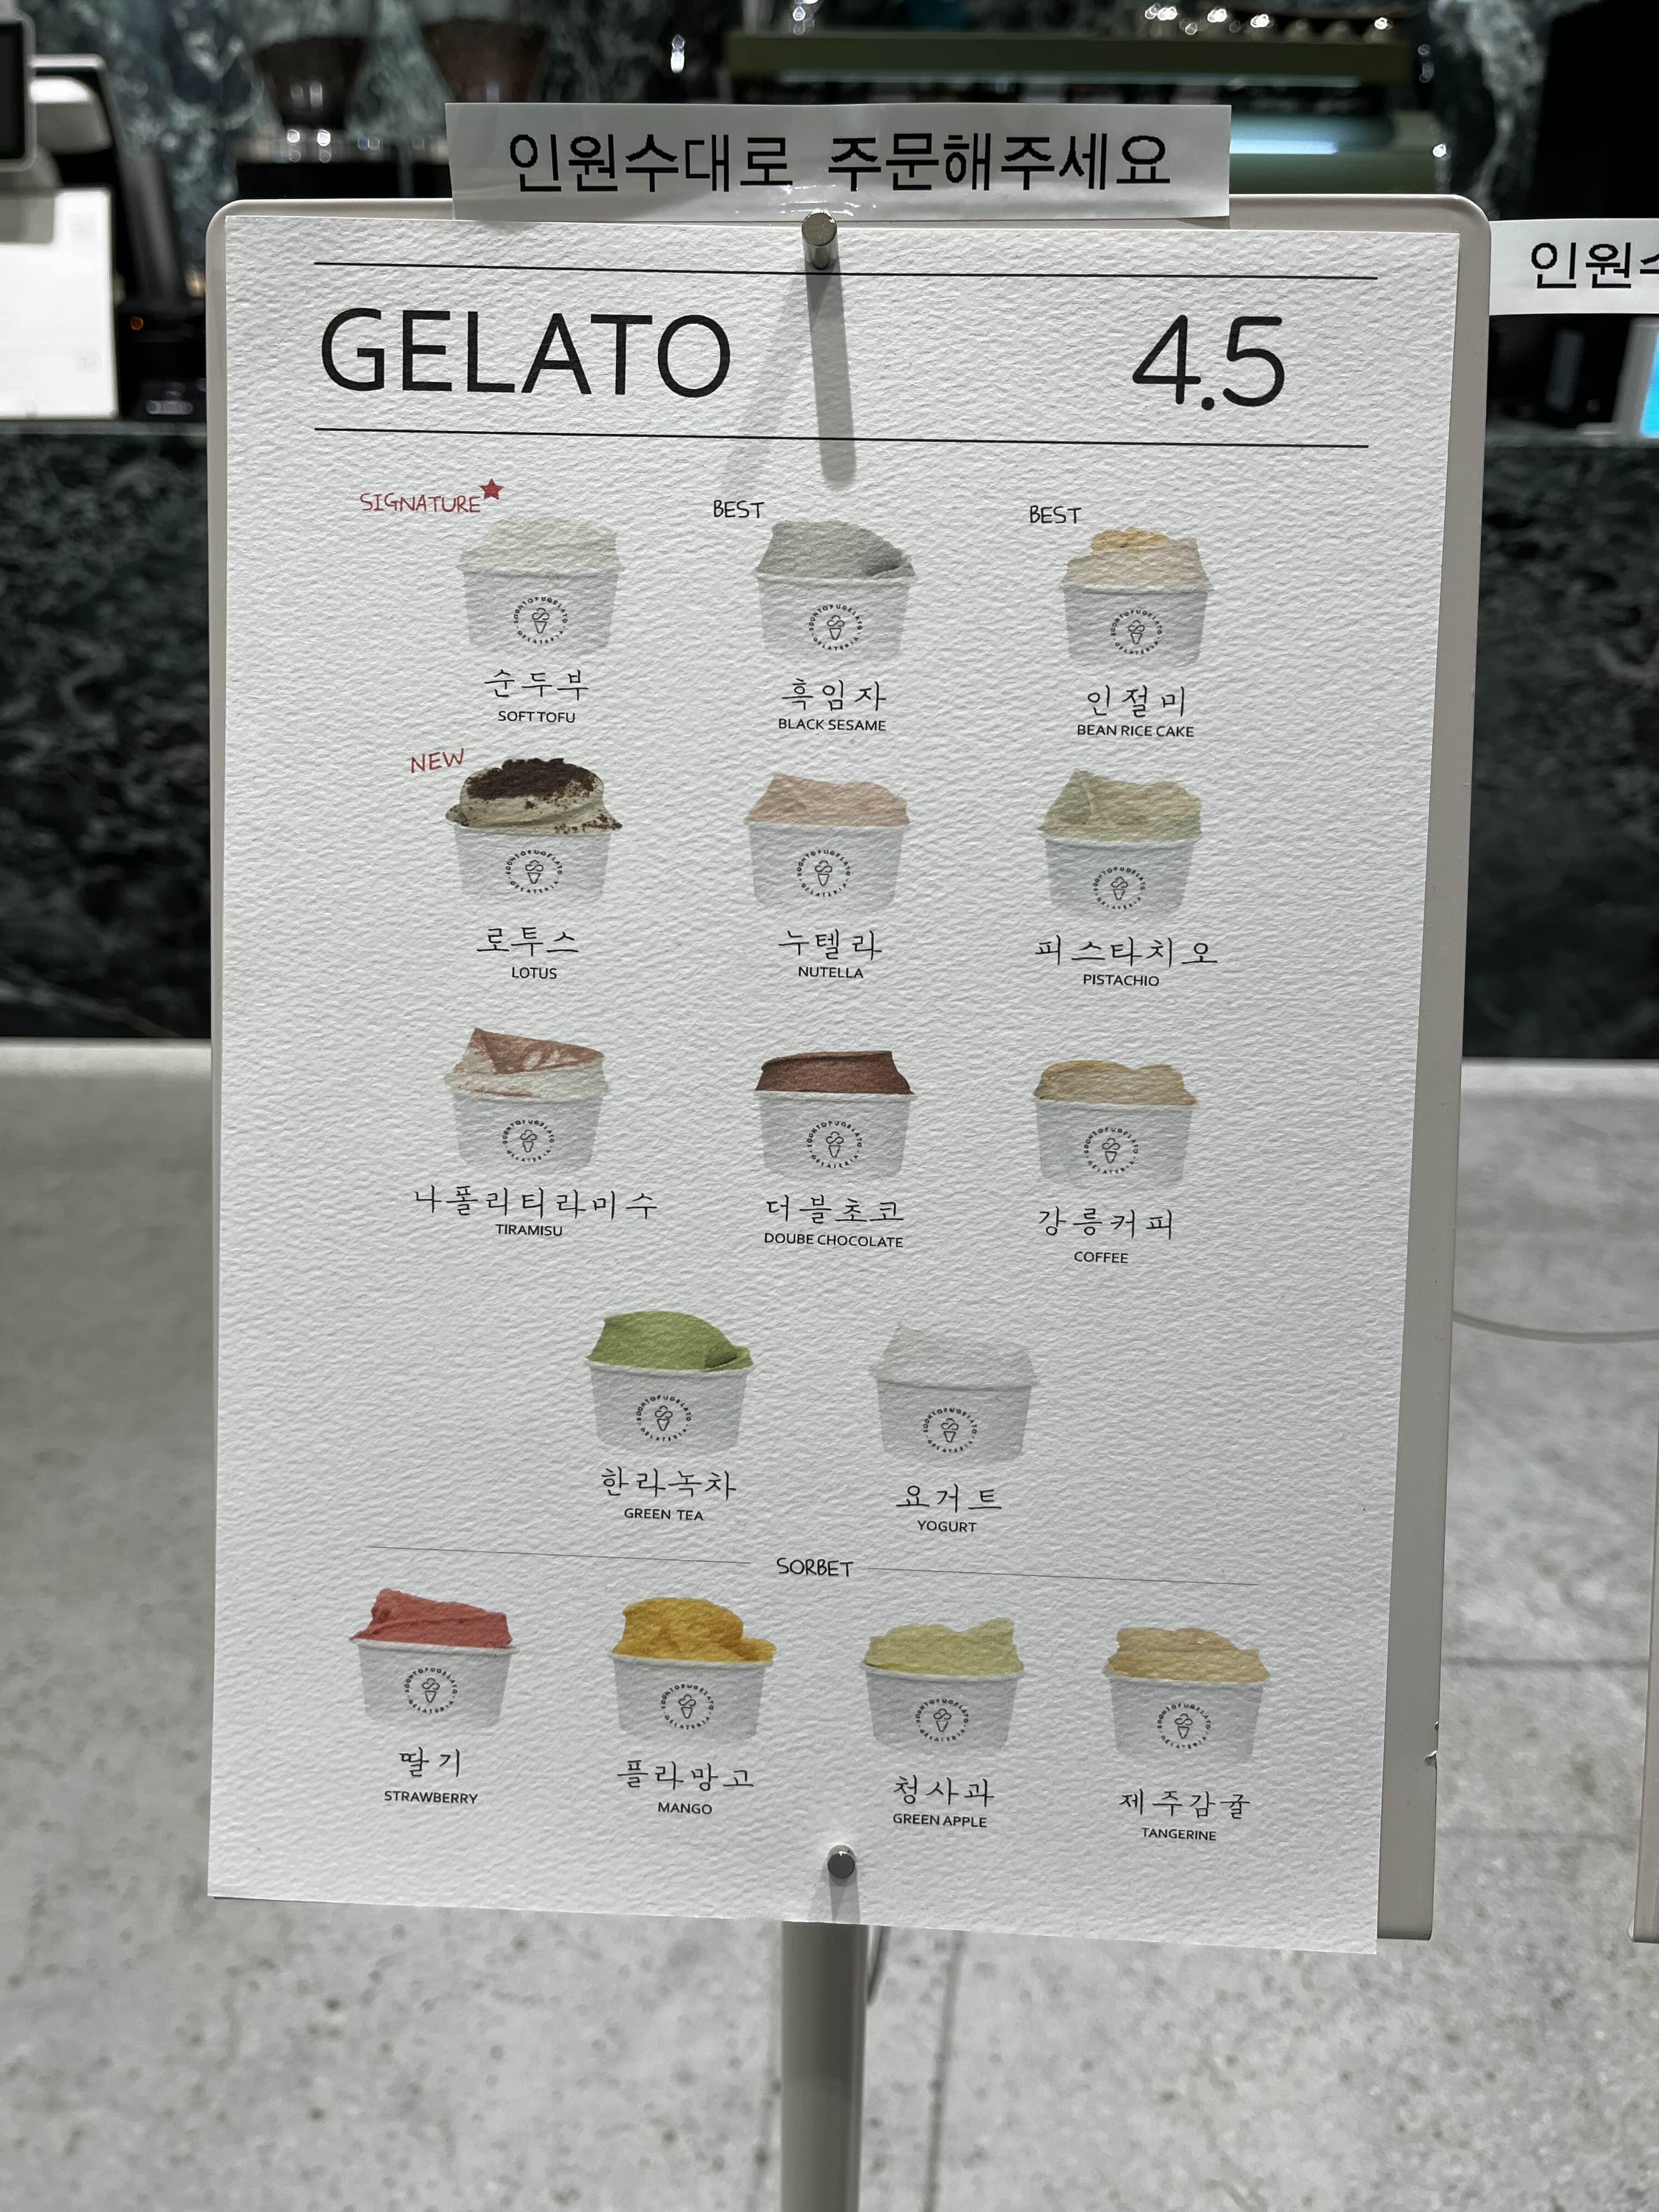 인원수대로 주문해주세요
인원수
GELATO 4.5
SIGNATURE
BEST
BEST
순두부
SOFT TOFU
흑임자
BLACK SESAME
인절미
BEAN RICE CAKE
NEW
로투스
LOTUS
누텔라
NUTELLA
피스타치오
PISTACHIO
나폴리티라미수
TIRAMISU
더블초코
DOUBE CHOCOLATE
강릉커피
COFFEE
한라녹차
GREEN TEA
요거트
YOGURT
SORBET
딸기
STRAWBERRY
플라망고
MANGO
청사과
GREEN APPLE
제주감귤
TANGERINE
SOONTOFUGELATO
GELATERIA